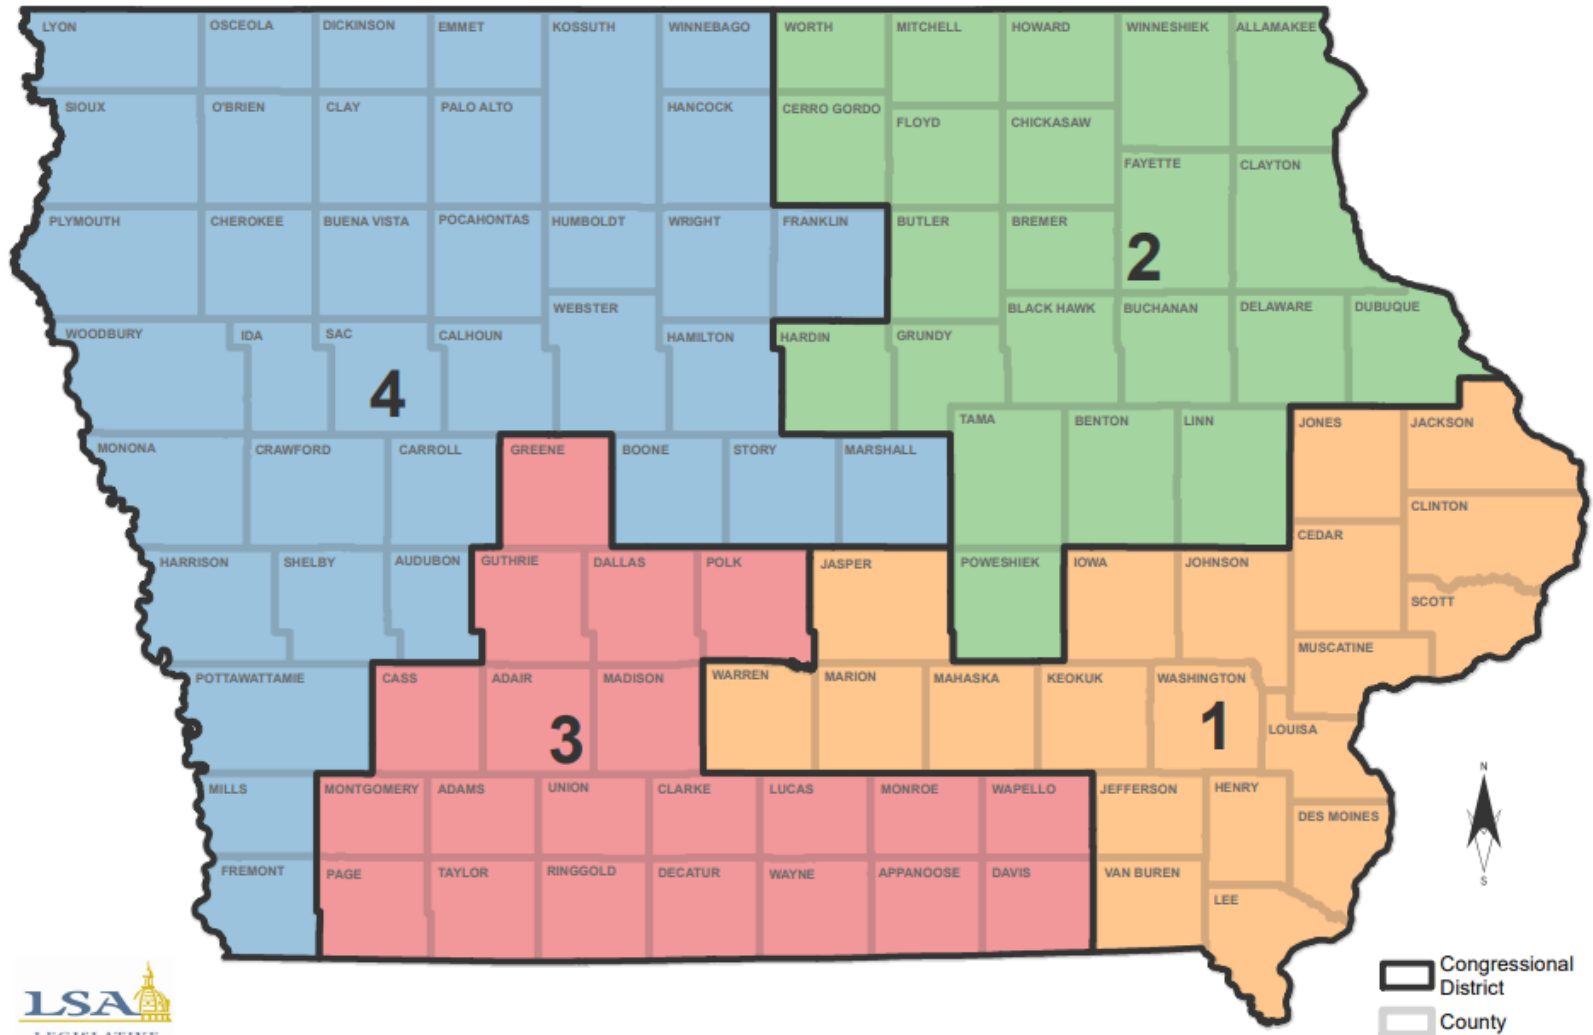 LYON OSCEOLA DICKINSON EMMET KOSSUTH WINNEBAGO WORTH MITCHELL HOWARD WINNESHIEK ALLAMAKEE
SIOUX O'BRIEN CLAY PALO ALTO HANCOCK CERRO GORDO
FLOYD CHICKASAW
FAYETTE CLAYTON
PLYMOUTH CHEROKEE BUENA VISTA POCAHONTAS HUMBOLDT WRIGHT FRANKLIN BUTLER BREMER
2
WEBSTER BLACK HAWK BUCHANAN DELAWARE DUBUQUE
WOODBURY IDA SAC CALHOUN HAMILTON HARDIN GRUNDY
4
TAMA BENTON LINN JONES JACKSON
MONONA CRAWFORD CARROLL GREENE BOONE STORY MARSHALL
CLINTON
CEDAR
HARRISON SHELBY AUDUBON GUTHRIE DALLAS POLK JASPER POWESHIEK IOWA JOHNSON
SCOTT
MUSCATINE
POTTAWATTAMIE CASS ADAIR MADISON WARREN MARION MAHASKA KEOKUK WASHINGTON
3 1
LOUISA
N
MILLS MONTGOMERY ADAMS UNION CLARKE LUCAS MONROE WAPELLO JEFFERSON HENRY
DES MOINES
FREMONT PAGE TAYLOR RINGGOLD DECATUR WAYNE APPANOOSE DAVIS VAN BUREN
S
LEE
Congressional
District
County
LSA
LEGISLATIVE